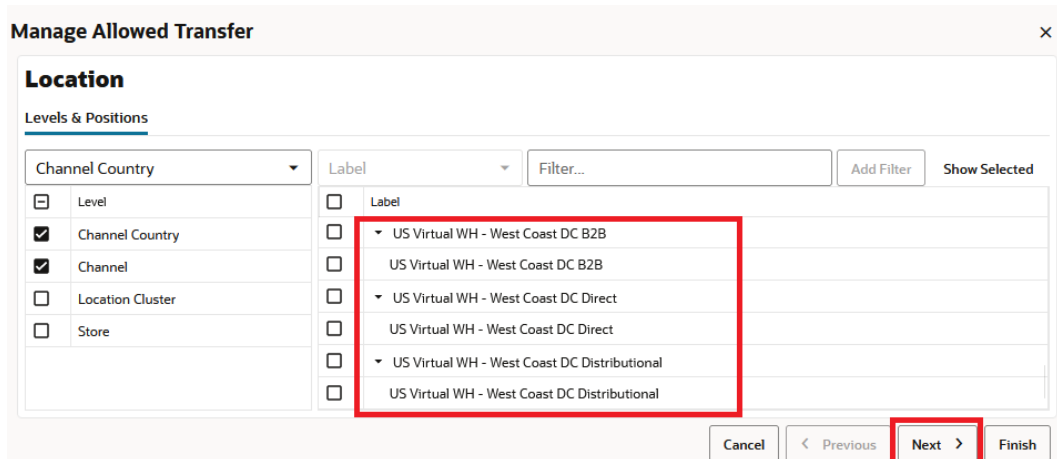 Manage Allowed Transfer
Location
Levels & Positions
Channel Country Label Filter... Add Filter Show Selected
Level Label
Channel Country US Virtual WH - West Coast DC B2B
Channel US Virtual WH - West Coast DC B2B
Location Cluster US Virtual WH - West Coast DC Direct
Store US Virtual WH - West Coast DC Direct
US Virtual WH - West Coast DC Distributional
US Virtual WH - West Coast DC Distributional
Cancel Previous Next Finish